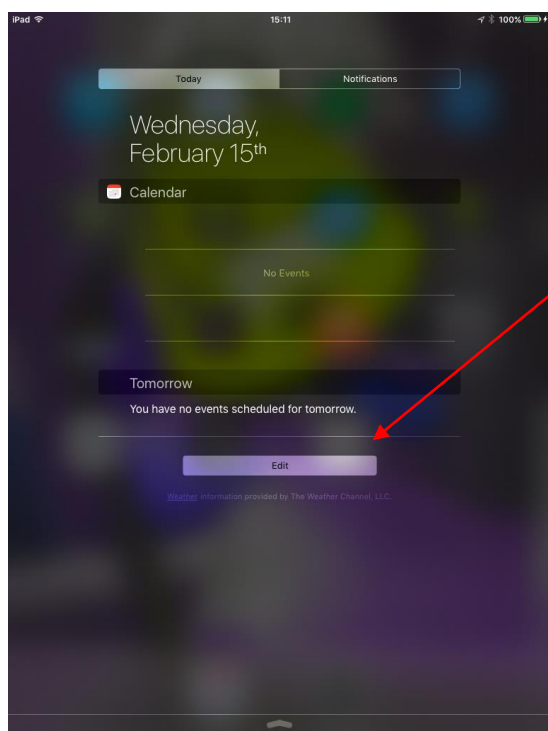 iPad 15:11 100%
Today Notifications
Wednesday,
February 15th
Calendar
No Events
Tomorrow
You have no events scheduled for tomorrow.
Edit
Weather information provided by The Weather Channel, LLC.